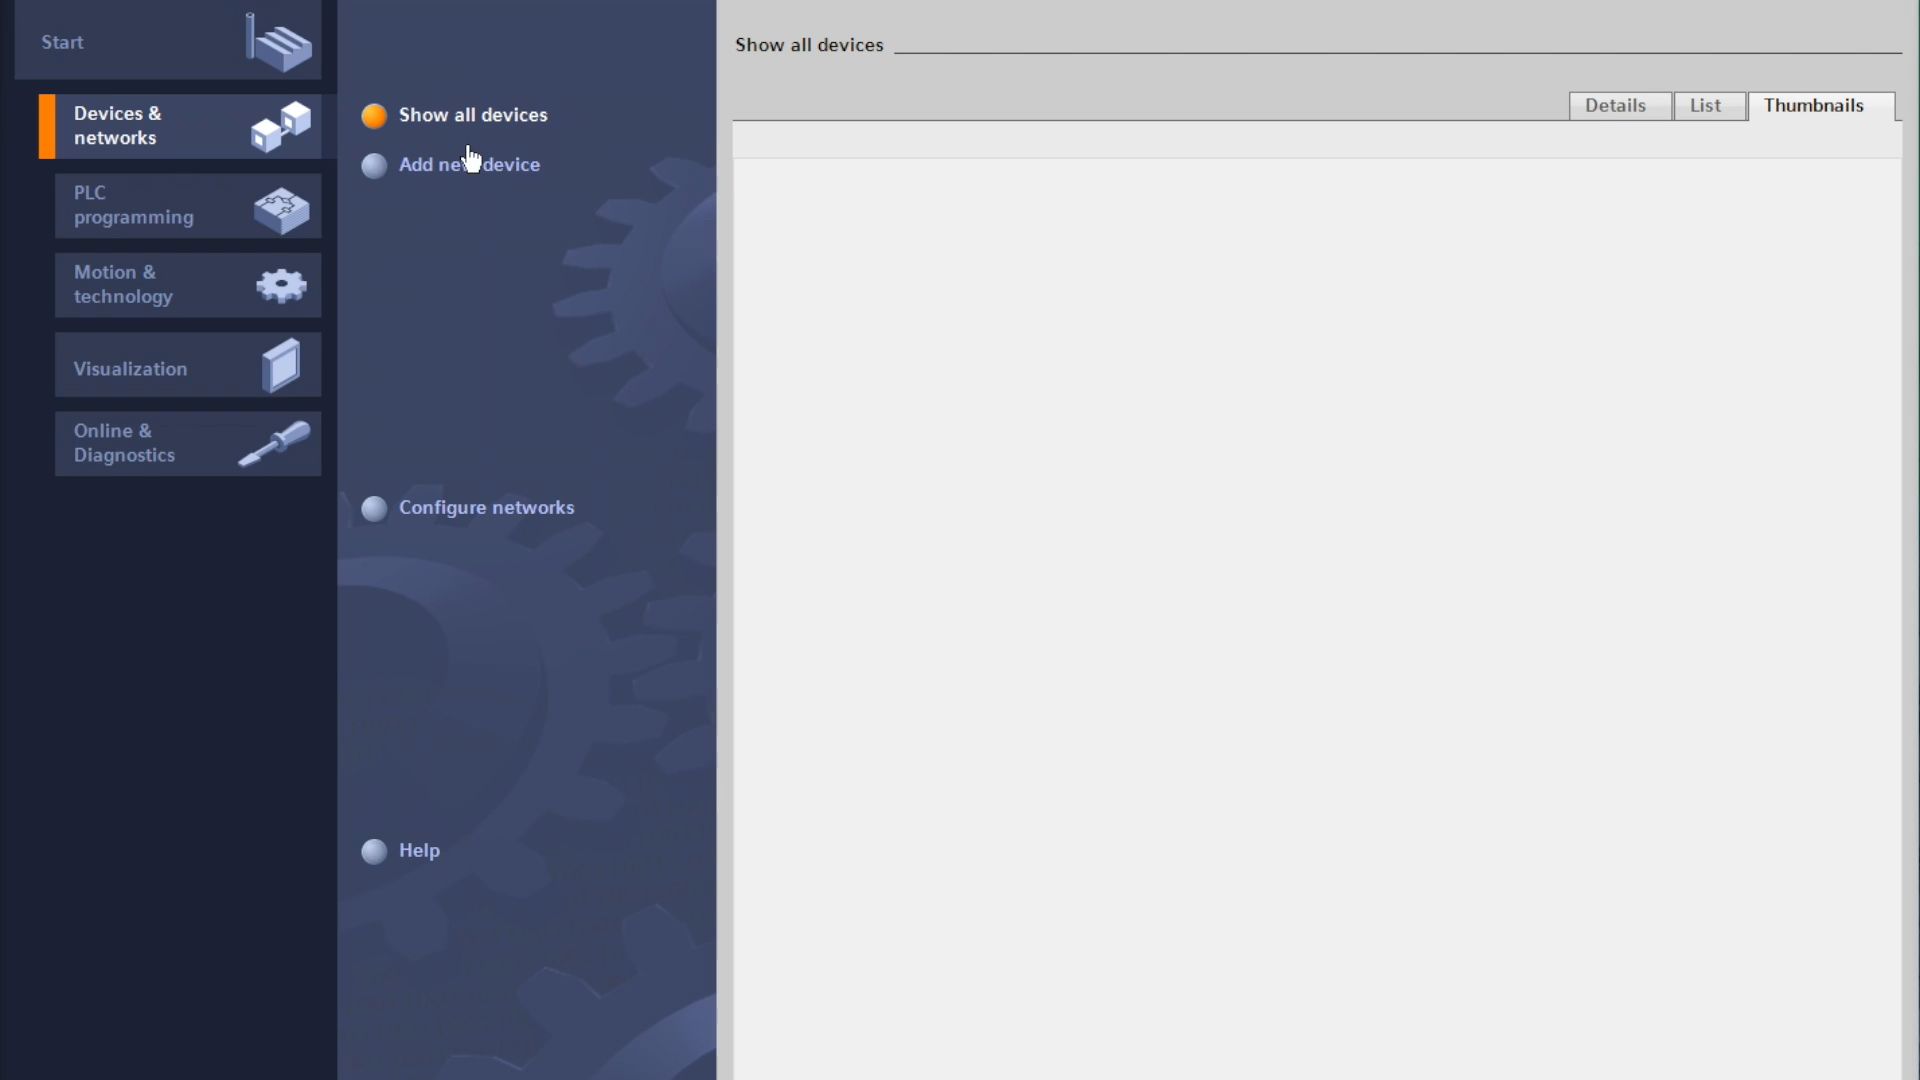 Start
Devices &
networks
PLC
programming
Motion &
technology
Visualization
Online &
Diagnostics
Show all devices
Add new device
Configure networks
Help
Show all devices
Details
List
Thumbnails